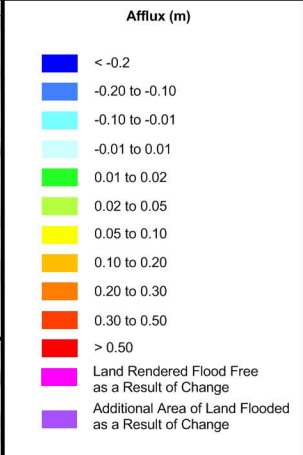 Afflux (m)
< -0.2
-0.20 to -0.10
-0.10 to -0.01
-0.01 to 0.01
0.01 to 0.02
0.02 to 0.05
0.05 to 0.10
0.10 to 0.20
0.20 to 0.30
0.30 to 0.50
> 0.50
Land Rendered Flood Free
as a Result of Change
Additional Area of Land Flooded
as a Result of Change